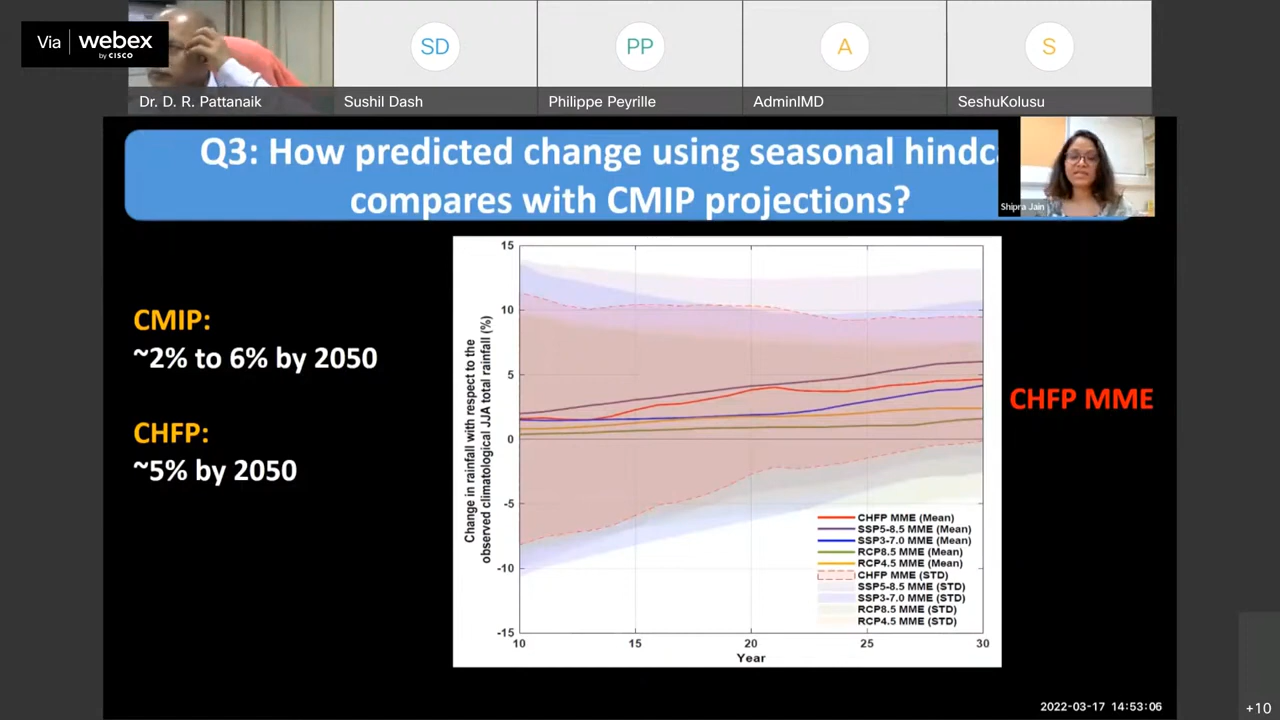 Via webex
by CISCO
SD
PP
A
S
Dr. D. R. Pattanaik
Sushil Dash
Philippe Peyrille
AdminIMD
SeshuKolusu
Q3: How predicted change using seasonal hindc
compares with CMIP projections?
Shipra Jain
CMIP:
~2% to 6% by 2050
CHFP:
~5% by 2050
Change in rainfall with respect to the
observed climatological JJA total rainfall (%)
15
10
5
0
-5
-10
-15
10
15
20
25
30
Year
CHFP MME (Mean)
SSP5-8.5 MME (Mean)
SSP3-7.0 MME (Mean)
RCP8.5 MME (Mean)
RCP4.5 MME (Mean)
CHFP MME (STD)
SSP5-8.5 MME (STD)
SSP3-7.0 MME (STD)
RCP8.5 MME (STD)
RCP4.5 MME (STD)
CHFP MME
2022-03-17 14:53:06
+10